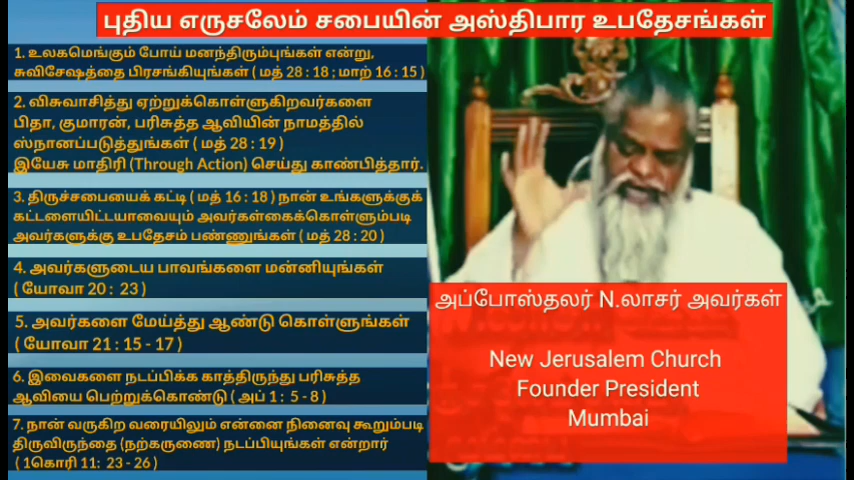 புதிய எருசலேம் சபையின் அஸ்திபார உபதேசங்கள்
1. உலகமெங்கும் போய் மனந்திரும்புங்கள் என்று,
சுவிசேஷத்தை பிரசங்கியுங்கள் ( மத் 28 : 18 ; மாற் 16 : 15 )
2. விசுவாசித்து ஏற்றுக்கொள்ளுகிறவர்களை
பிதா, குமாரன், பரிசுத்த ஆவியின் நாமத்தில்
ஸ்நானப்படுத்துங்கள் ( மத் 28 : 19 )
இயேசு மாதிரி (Through Action) செய்து காண்பித்தார்.
3. திருச்சபையைக் கட்டி ( மத் 16 : 18 ) நான் உங்களுக்குக்
கட்டளையிட்டயாவையும் அவர்கள்கைக்கொள்ளும்படி
அவர்களுக்கு உபதேசம் பண்ணுங்கள் ( மத் 28 : 20 )
4. அவர்களுடைய பாவங்களை மன்னியுங்கள்
( யோவா 20 : 23 )
5. அவர்களை மேய்த்து ஆண்டு கொள்ளுங்கள்
( யோவா 21 : 15 - 17 )
6. இவைகளை நடப்பிக்க காத்திருந்து பரிசுத்த
ஆவியை பெற்றுக்கொண்டு ( அப் 1 : 5 - 8 )
7. நான் வருகிற வரையிலும் என்னை நினைவு கூறும்படி
திருவிருந்தை (நற்கருணை) நடப்பியுங்கள் என்றார்
( 1கொரி 11: 23 - 26 )
அப்போஸ்தலர் N.லாசர் அவர்கள்
New Jerusalem Church
Founder President
Mumbai